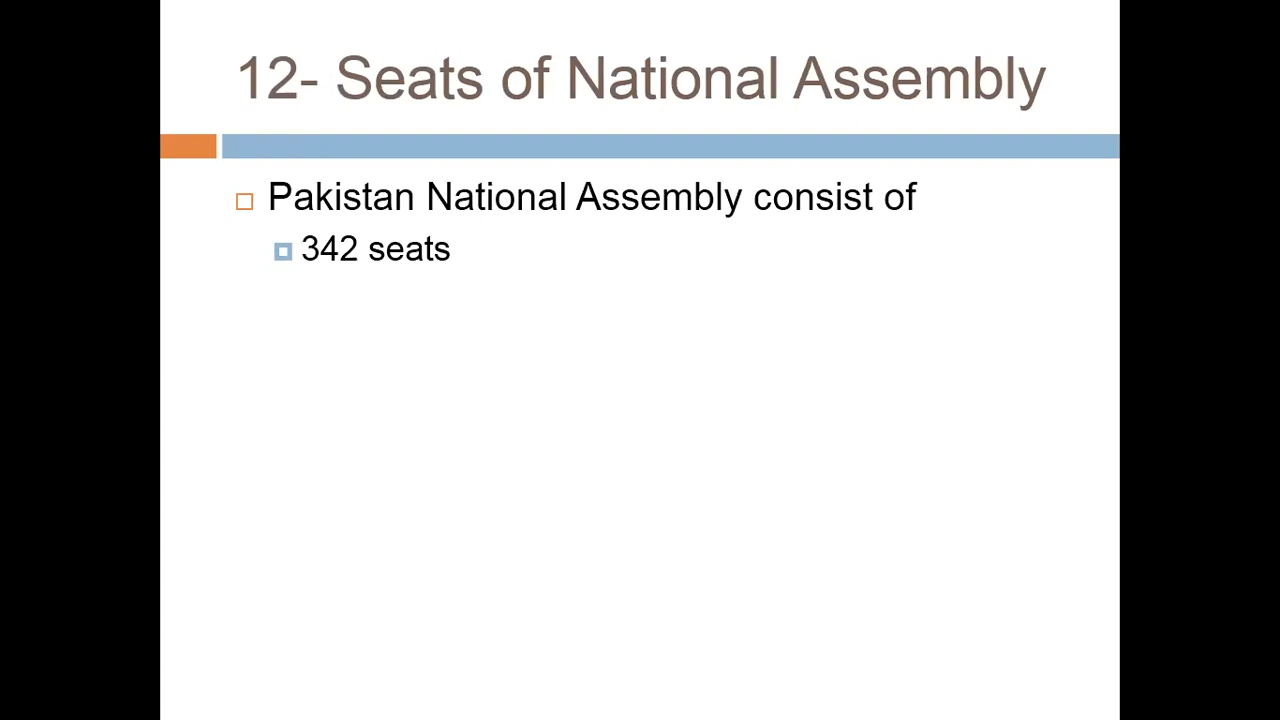 12- Seats of National Assembly
Pakistan National Assembly consist of
342 seats